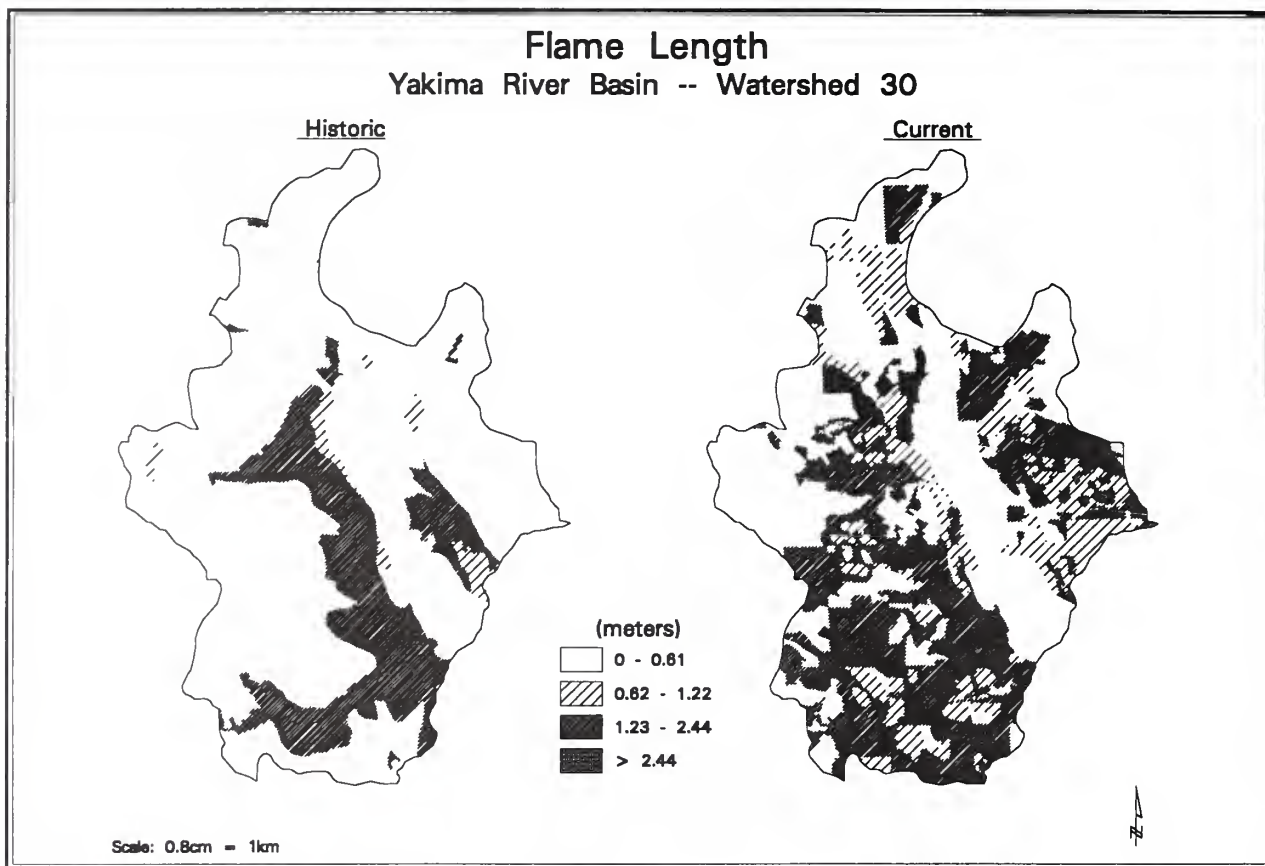 Flame Length
Yakima River Basin -- Watershed 30
Historic
Current
(meters)
0 - 0.61
0.62 - 1.22
1.23 - 2.44
> 2.44
Scale: 0.8cm = 1km
N